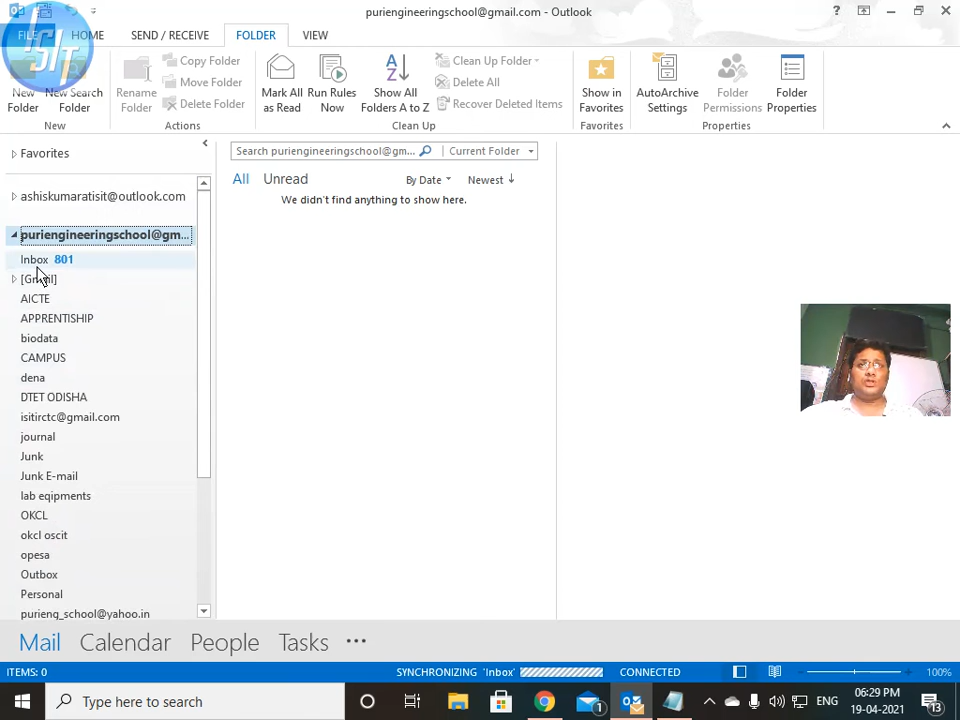 puriengineeringschool@gmail.com - Outlook
ISIT
FILE HOME SEND / RECEIVE FOLDER VIEW
New Folder
New Search Folder
Rename Folder
Copy Folder
Move Folder
Delete Folder
Mark All as Read
Run Rules Now
Show All Folders A to Z
Clean Up Folder
Delete All
Recover Deleted Items
Show in Favorites
AutoArchive Settings
Folder Permissions
Folder Properties
New Actions Clean Up Favorites Properties
Favorites
ashiskumaratisit@outlook.com
puriengineeringschool@gm...
Inbox 801
[Gmail]
AICTE
APPRENTISHIP
biodata
CAMPUS
dena
DTET ODISHA
isitirctc@gmail.com
journal
Junk
Junk E-mail
lab eqipments
OKCL
okcl oscit
opesa
Outbox
Personal
purieng_school@yahoo.in
Search puriengineeringschool@gm... Current Folder
All Unread By Date Newest
We didn't find anything to show here.
Mail Calendar People Tasks
ITEMS: 0 SYNCHRONIZING 'Inbox' CONNECTED 100%
Type here to search
1
ENG
06:29 PM
19-04-2021
13